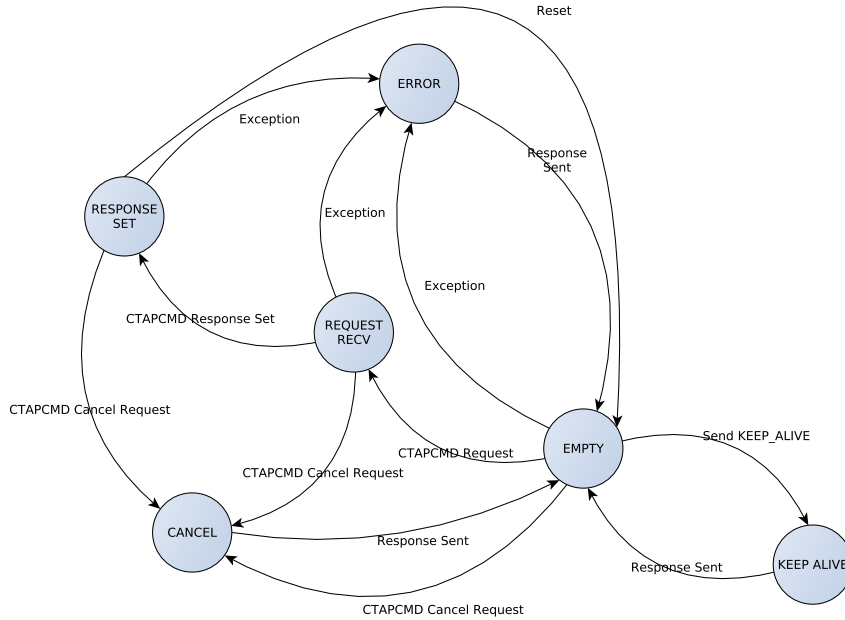 Reset
ERROR
Exception
Response
Sent
RESPONSE
SET
Exception
Exception
CTAPCMD Response Set
REQUEST
RECV
CTAPCMD Cancel Request
Send KEEP_ALIVE
EMPTY
CTAPCMD Request
CTAPCMD Cancel Request
CANCEL
Response Sent
KEEP ALIVE
Response Sent
CTAPCMD Cancel Request